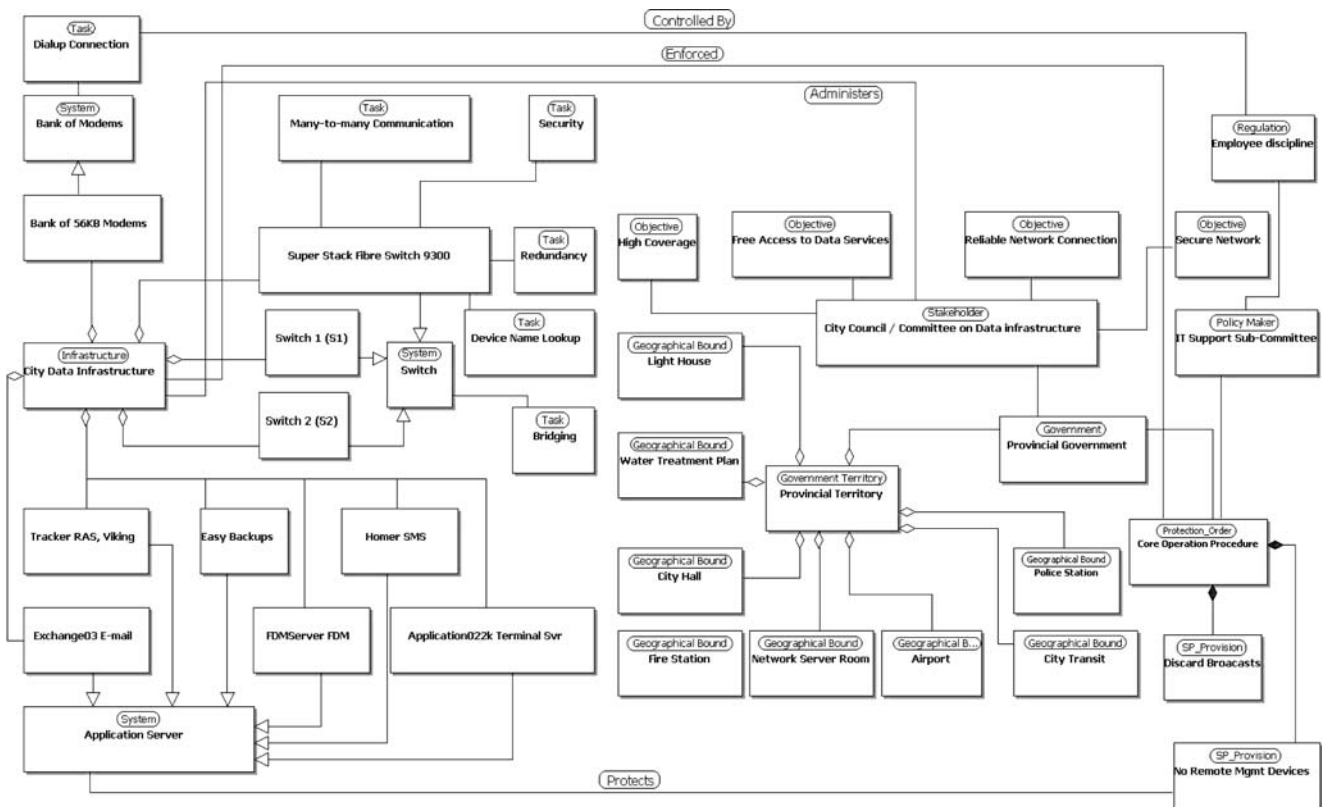 Task
Dialup Connection
Controlled By
Enforced
Administers
System
Bank of Modems
Task
Many-to-many Communication
Task
Security
Regulation
Employee discipline
Bank of 56KB Modems
Super Stack Fibre Switch 9300
Task
Redundancy
Objective
High Coverage
Objective
Free Access to Data Services
Objective
Reliable Network Connection
Objective
Secure Network
Infrastructure
City Data Infrastructure
Switch 1 (S1)
Task
Device Name Lookup
System
Switch
Switch 2 (S2)
Task
Bridging
Stakeholder
City Council / Committee on Data infrastructure
Policy Maker
IT Support Sub-Committee
Geographical Bound
Light House
Geographical Bound
Water Treatment Plan
Government Territory
Provincial Territory
Government
Provincial Government
Tracker RAS, Viking
Easy Backups
Homer SMS
Geographical Bound
City Hall
Geographical Bound
Police Station
Protection_Order
Core Operation Procedure
Exchange03 E-mail
FDMServer FDM
Application022k Terminal Svr
Geographical Bound
Fire Station
Geographical Bound
Network Server Room
Geographical B...
Airport
Geographical Bound
City Transit
SP_Provision
Discard Broacasts
System
Application Server
SP_Provision
No Remote Mgmt Devices
Protects